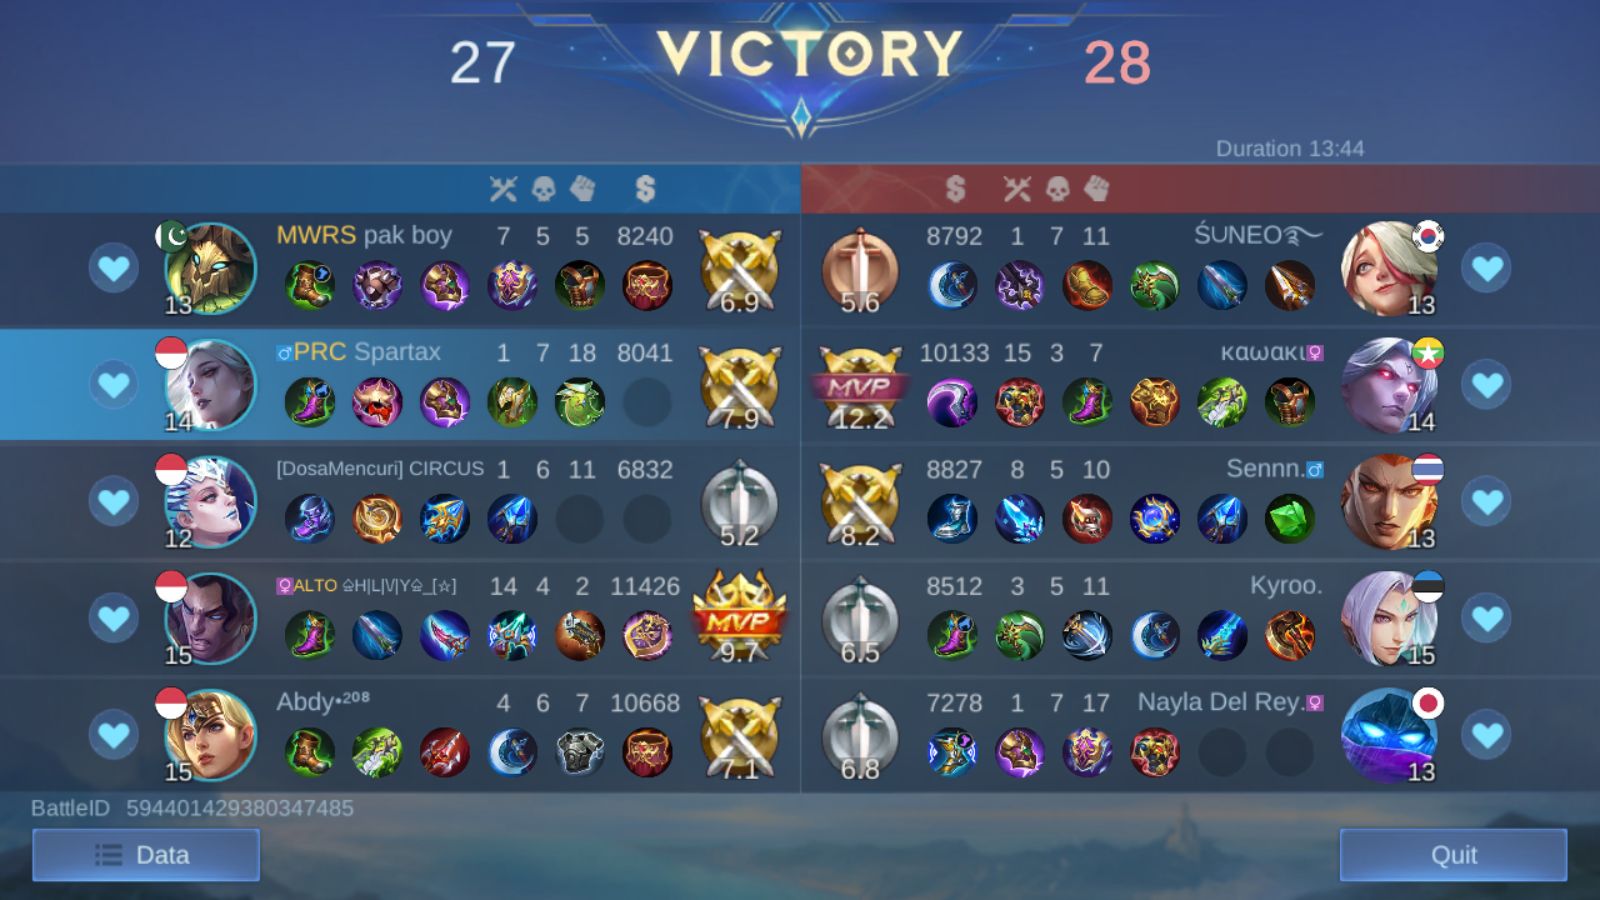 27 VICTORY 28
Duration 13:44
MWRS pak boy 7 5 5 8240
13 6.9
5.6 8792 1 7 11 ŚUNEO
13
PRC Spartax 1 7 18 8041
14 7.9
MVP 12.2 10133 15 3 7 ĸaωaĸι
14
[DosaMencuri] CIRCUS 1 6 11 6832
12 5.2
8.2 8827 8 5 10 Sennn.
13
ALTO ♤H|L|\/|Y♤_[☆] 14 4 2 11426
15 MVP 9.7
6.5 8512 3 5 11 Kyroo.
15
Abdy•²⁰⁸ 4 6 7 10668
15 7.1
6.8 7278 1 7 17 Nayla Del Rey.
13
BattleID 594401429380347485
Data
Quit